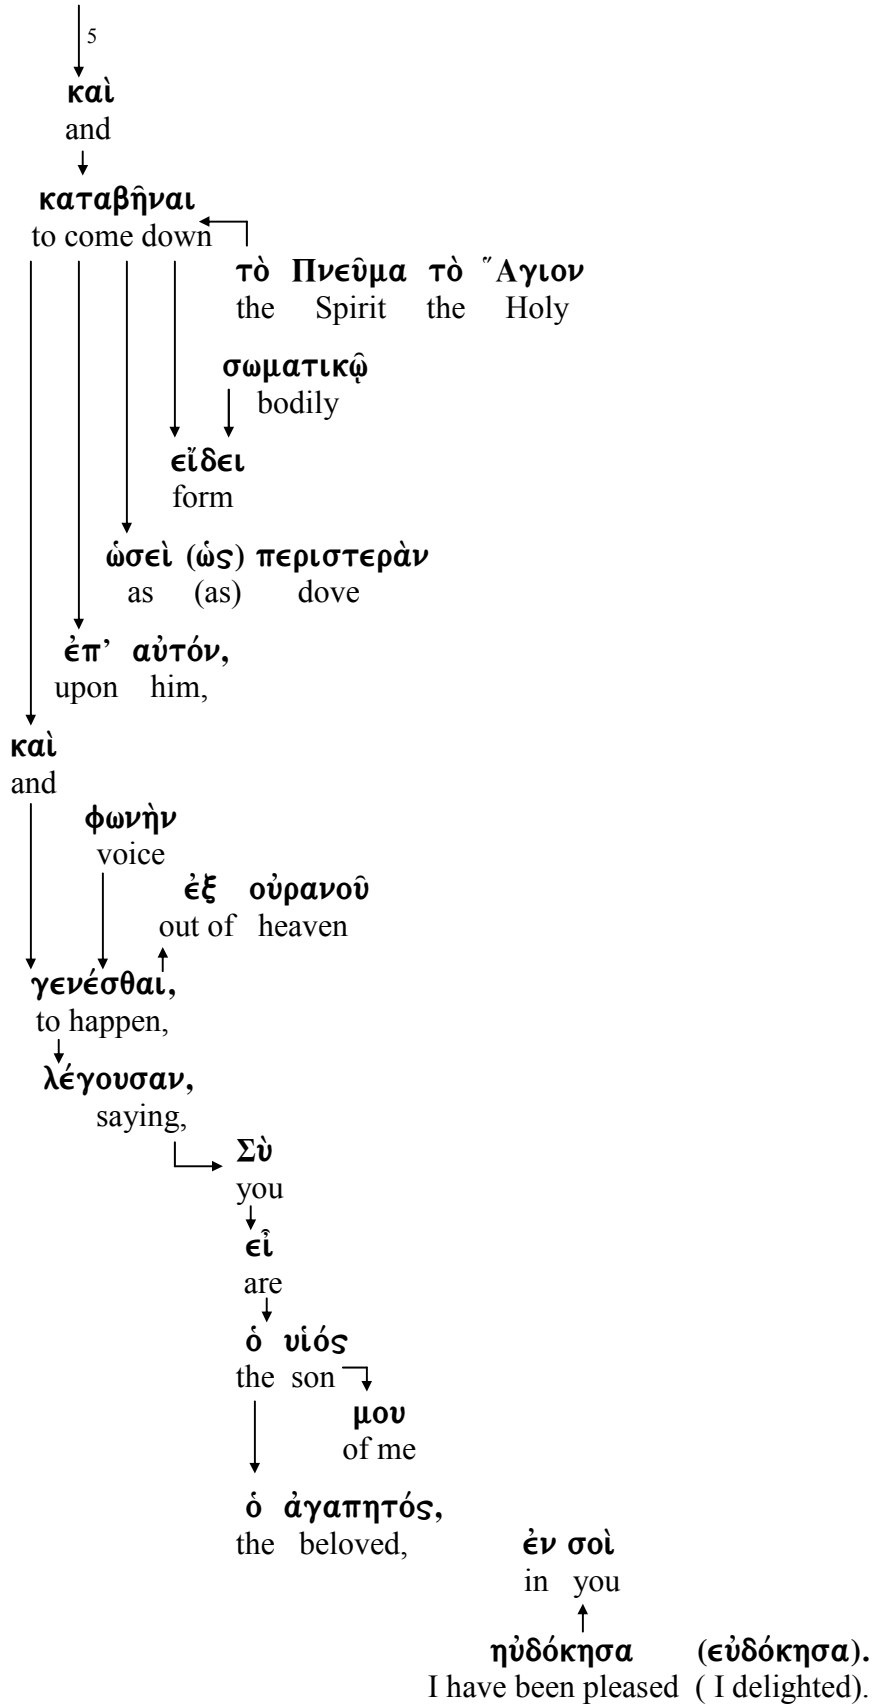 5
καὶ
and
καταβῆναι
to come down
τὸ Πνεῦμα τὸ Ἅγιον
the Spirit the Holy
σωματικῷ
bodily
εἴδει
form
ὡσεὶ (ὡς) περιστερὰν
as (as) dove
ἐπ’ αὐτόν,
upon him,
καὶ
and
φωνὴν
voice
ἐξ οὐρανοῦ
out of heaven
γενέσθαι,
to happen,
λέγουσαν,
saying,
Σὺ
you
εἶ
are
ὁ υἱός
the son
μου
of me
ὁ ἀγαπητός,
the beloved,
ἐν σοὶ
in you
ηὐδόκησα (εὐδόκησα).
I have been pleased ( I delighted).